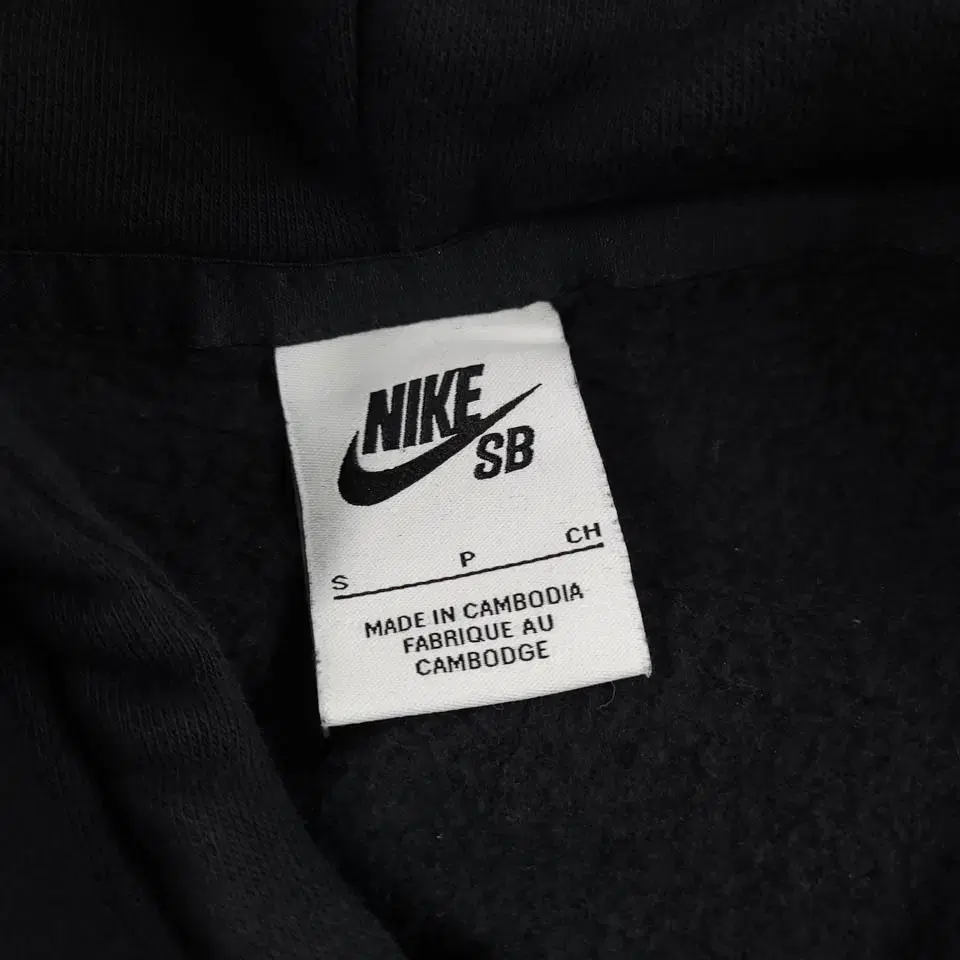 NIKE
SB
S P CH
MADE IN CAMBODIA
FABRIQUE AU
CAMBODGE